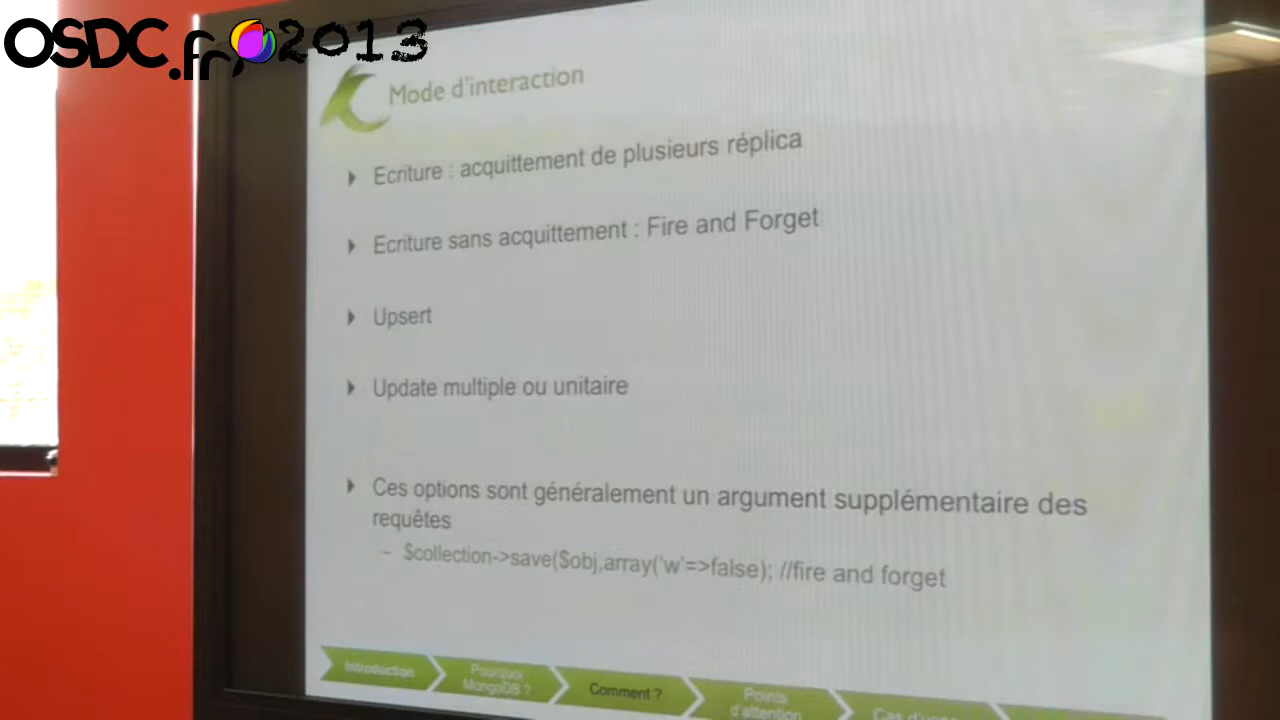 OSDC.fr 2013
Mode d'interaction
Ecriture : acquittement de plusieurs réplica
Ecriture sans acquittement : Fire and Forget
Upsert
Update multiple ou unitaire
Ces options sont généralement un argument supplémentaire des
requêtes
– $collection->save($obj,array('w'=>false); //fire and forget
Introduction
Pourquoi
MongoDB ?
Comment ?
Points
d'attention
Cas